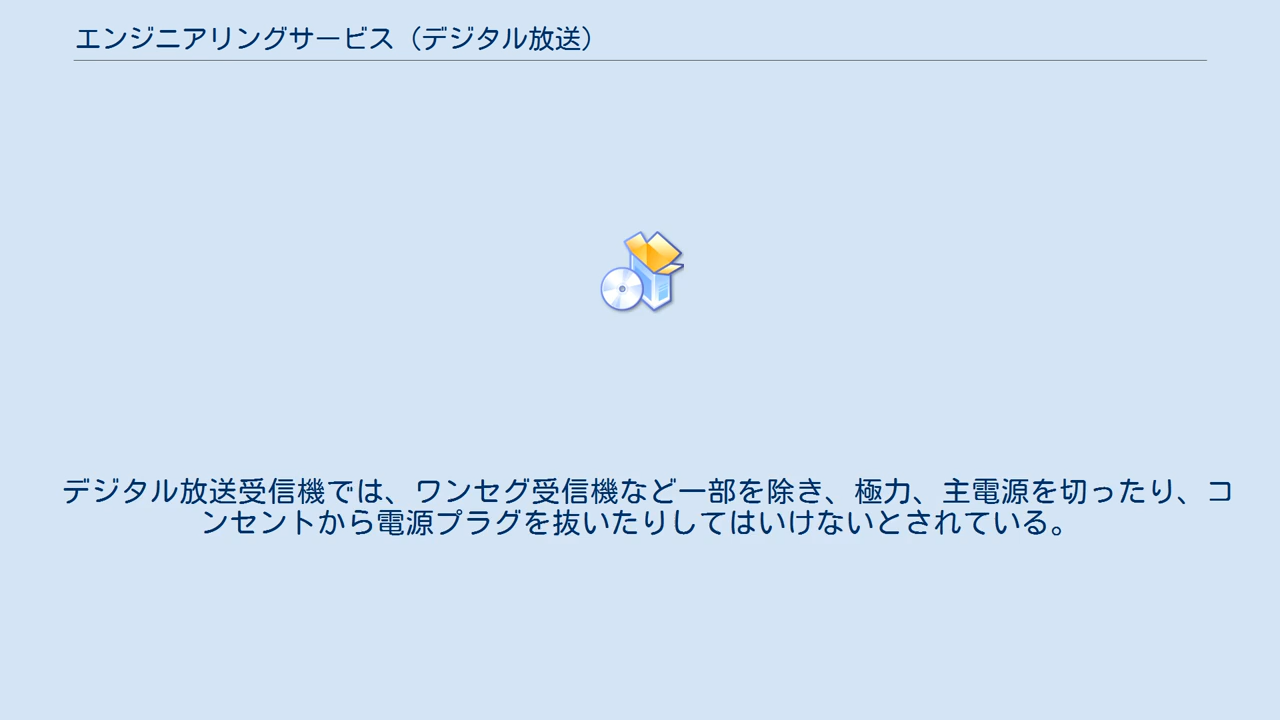 エンジニアリングサービス（デジタル放送）
デジタル放送受信機では、ワンセグ受信機など一部を除き、極力、主電源を切ったり、コ
ンセントから電源プラグを抜いたりしてはいけないとされている。